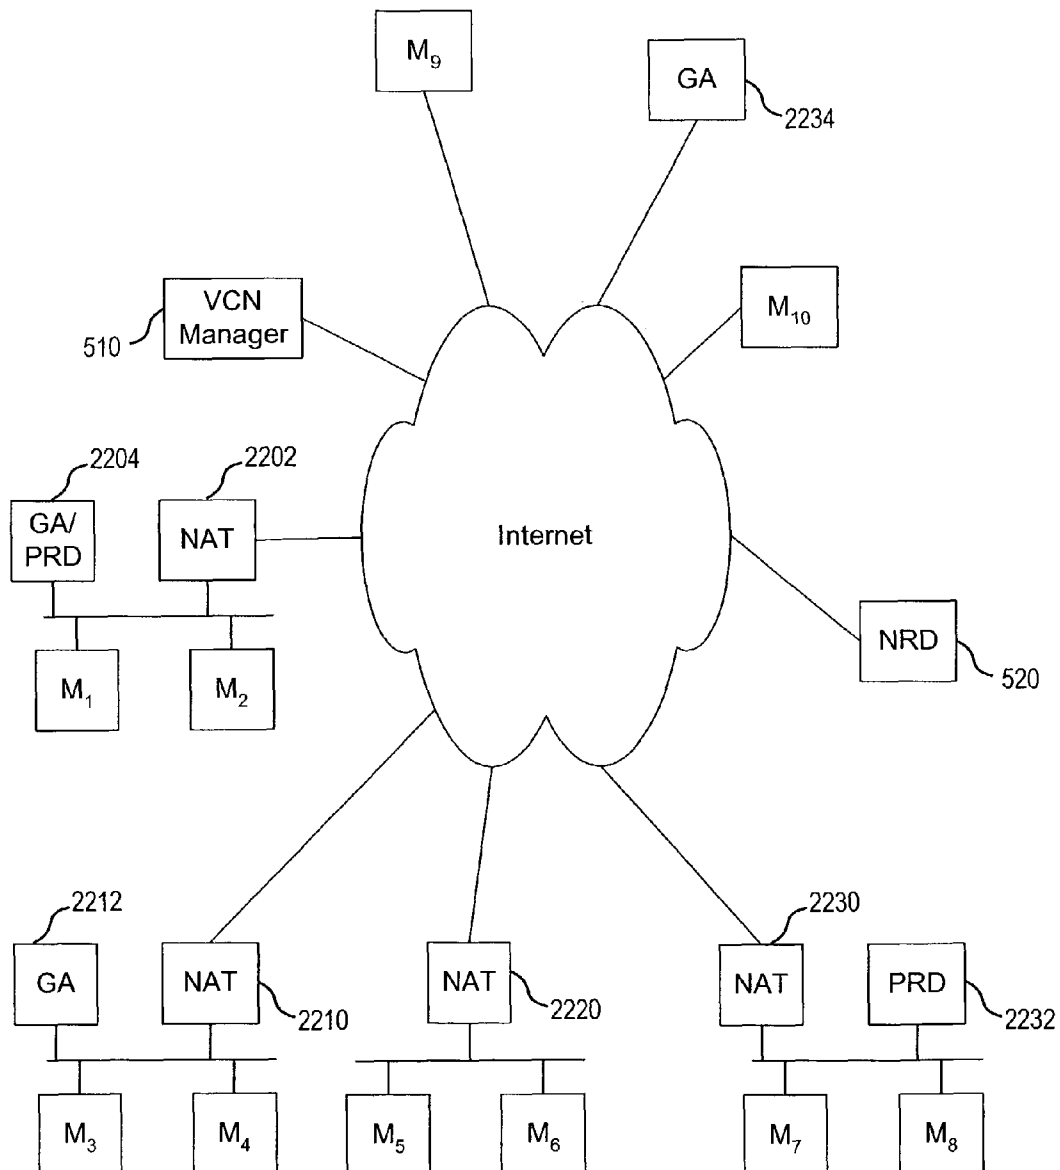 M9
GA
2234
VCN
Manager
510
M10
2204
2202
GA/
PRD
NAT
Internet
NRD
520
M1
M2
2212
2230
GA
NAT
2210
NAT
2220
NAT
PRD
2232
M3
M4
M5
M6
M7
M8